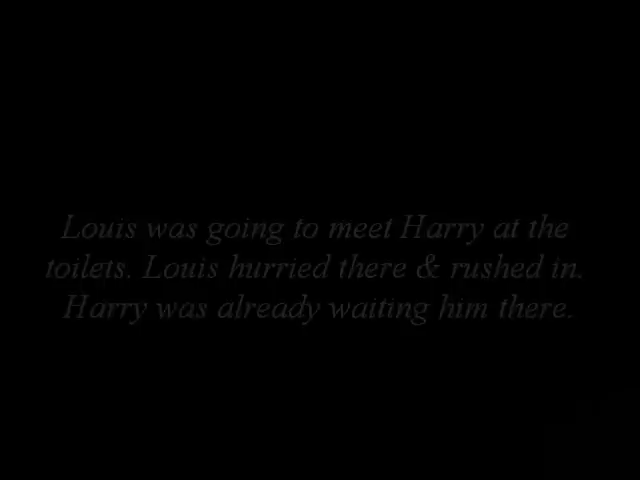 Louis was going to meet Harry at the
toilets. Louis hurried there & rushed in.
Harry was already waiting him there.